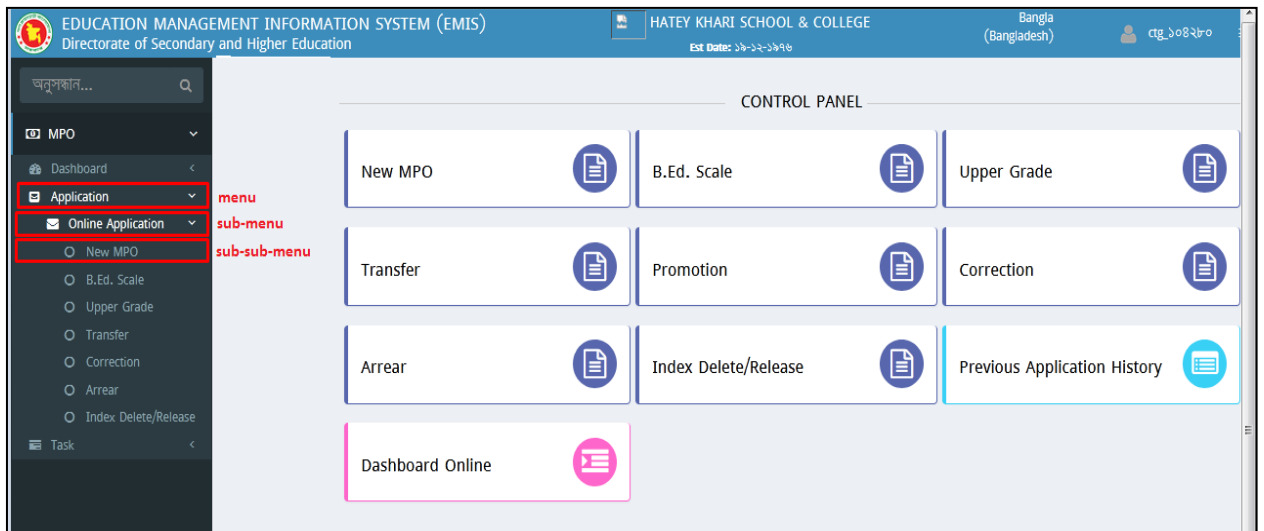 EDUCATION MANAGEMENT INFORMATION SYSTEM (EMIS)
Directorate of Secondary and Higher Education
HATEY KHARI SCHOOL & COLLEGE
Est Date: ১৯-১২-১৯৭৬
Bangla
(Bangladesh)
ctg_১০৪২৮০
অনুসন্ধান...
MPO
Dashboard
Application
menu
Online Application
sub-menu
New MPO
sub-sub-menu
B.Ed. Scale
Upper Grade
Transfer
Correction
Arrear
Index Delete/Release
Task
CONTROL PANEL
New MPO
B.Ed. Scale
Upper Grade
Transfer
Promotion
Correction
Arrear
Index Delete/Release
Previous Application History
Dashboard Online